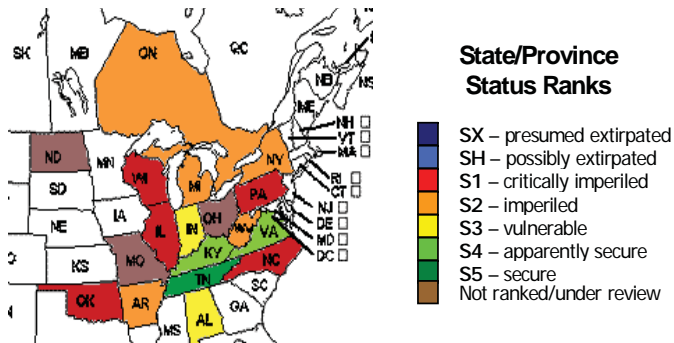 SK
MB
ON
QC
NB
NS
ME
NH
VT
MA
ND
MN
WI
MI
NY
RI
CT
SD
IA
PA
NJ
NE
IL
IN
OH
WV
VA
DE
MD
DC
KS
MO
KY
NC
TN
OK
AR
SC
MS
AL
GA
State/Province
Status Ranks
SX – presumed extirpated
SH – possibly extirpated
S1 – critically imperiled
S2 – imperiled
S3 – vulnerable
S4 – apparently secure
S5 – secure
Not ranked/under review